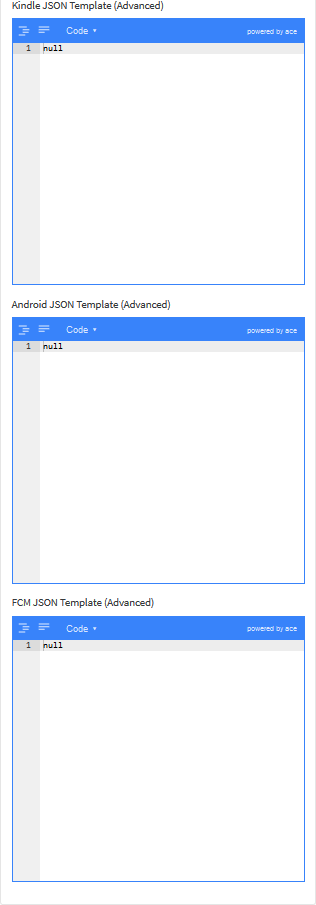 Kindle JSON Template (Advanced)
Code
powered by ace
1 null
Android JSON Template (Advanced)
Code
powered by ace
1 null
FCM JSON Template (Advanced)
Code
powered by ace
1 null